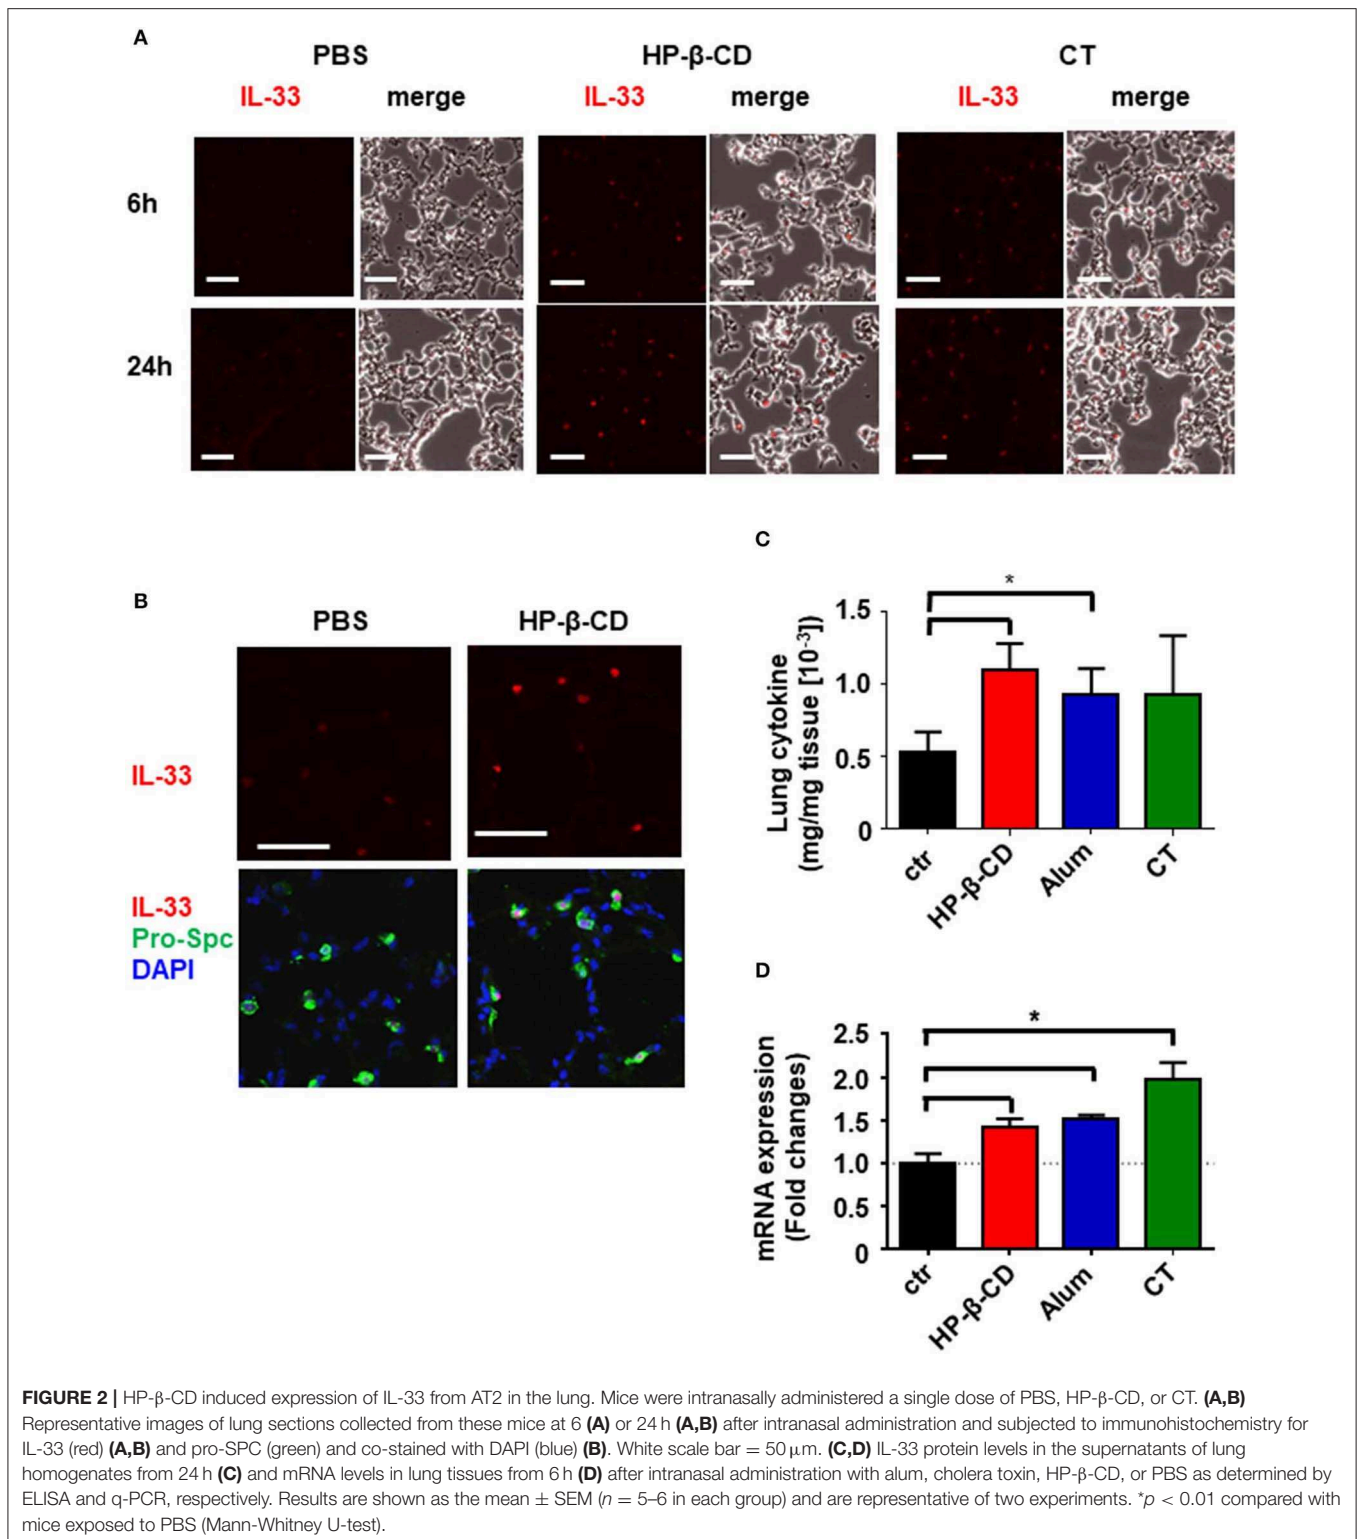 A
PBS HP-β-CD CT
IL-33 merge IL-33 merge IL-33 merge
6h
24h
B
PBS HP-β-CD
IL-33
IL-33
Pro-Spc
DAPI
C
*
Lung cytokine
(mg/mg tissue [10⁻³])
1.5
1.0
0.5
0
ctr HP-β-CD Alum CT
D
*
mRNA expression
(Fold changes)
2.5
2.0
1.5
1.0
0.5
0
ctr HP-β-CD Alum CT
FIGURE 2 | HP-β-CD induced expression of IL-33 from AT2 in the lung. Mice were intranasally administered a single dose of PBS, HP-β-CD, or CT. (A,B)
Representative images of lung sections collected from these mice at 6 (A) or 24 h (A,B) after intranasal administration and subjected to immunohistochemistry for
IL-33 (red) (A,B) and pro-SPC (green) and co-stained with DAPI (blue) (B). White scale bar = 50 μm. (C,D) IL-33 protein levels in the supernatants of lung
homogenates from 24 h (C) and mRNA levels in lung tissues from 6 h (D) after intranasal administration with alum, cholera toxin, HP-β-CD, or PBS as determined by
ELISA and q-PCR, respectively. Results are shown as the mean ± SEM (n = 5–6 in each group) and are representative of two experiments. *p < 0.01 compared with
mice exposed to PBS (Mann-Whitney U-test).